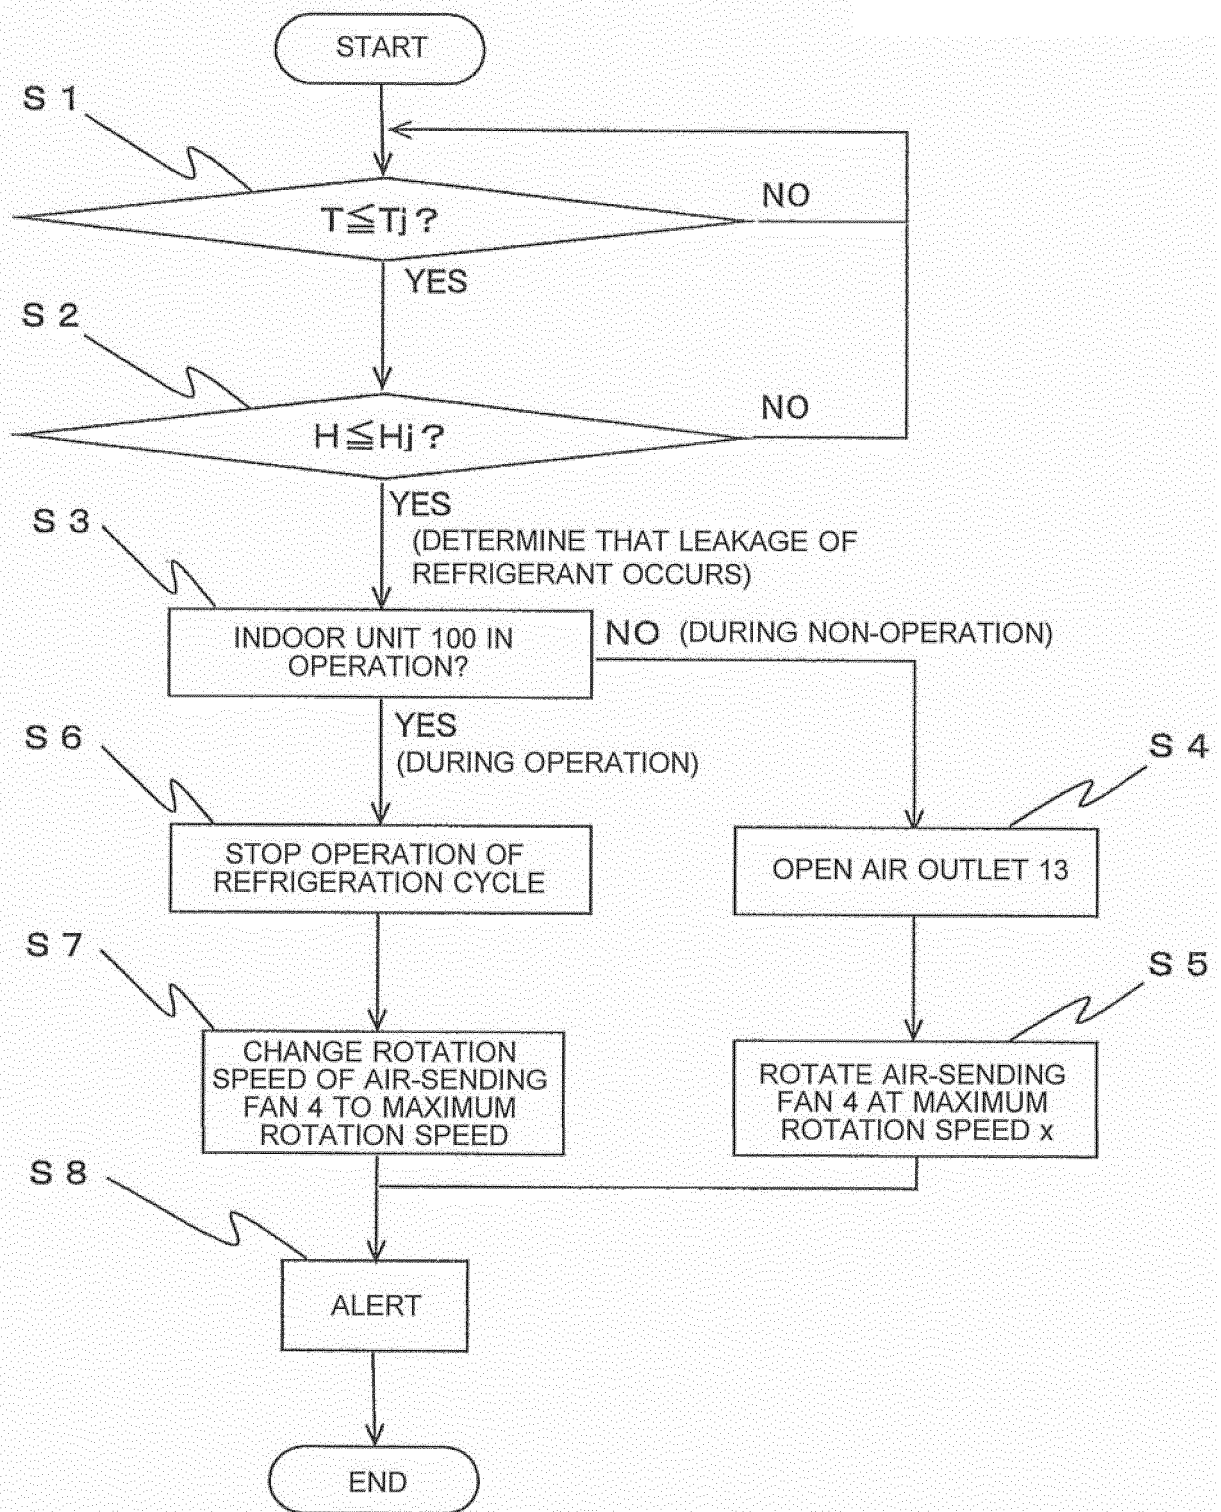 START
S 1
T≦Tj?
NO
YES
S 2
H≦Hj?
NO
YES
(DETERMINE THAT LEAKAGE OF
REFRIGERANT OCCURS)
S 3
INDOOR UNIT 100 IN
OPERATION?
NO (DURING NON-OPERATION)
YES
(DURING OPERATION)
S 6
STOP OPERATION OF
REFRIGERATION CYCLE
S 4
OPEN AIR OUTLET 13
S 7
CHANGE ROTATION
SPEED OF AIR-SENDING
FAN 4 TO MAXIMUM
ROTATION SPEED
S 5
ROTATE AIR-SENDING
FAN 4 AT MAXIMUM
ROTATION SPEED x
S 8
ALERT
END